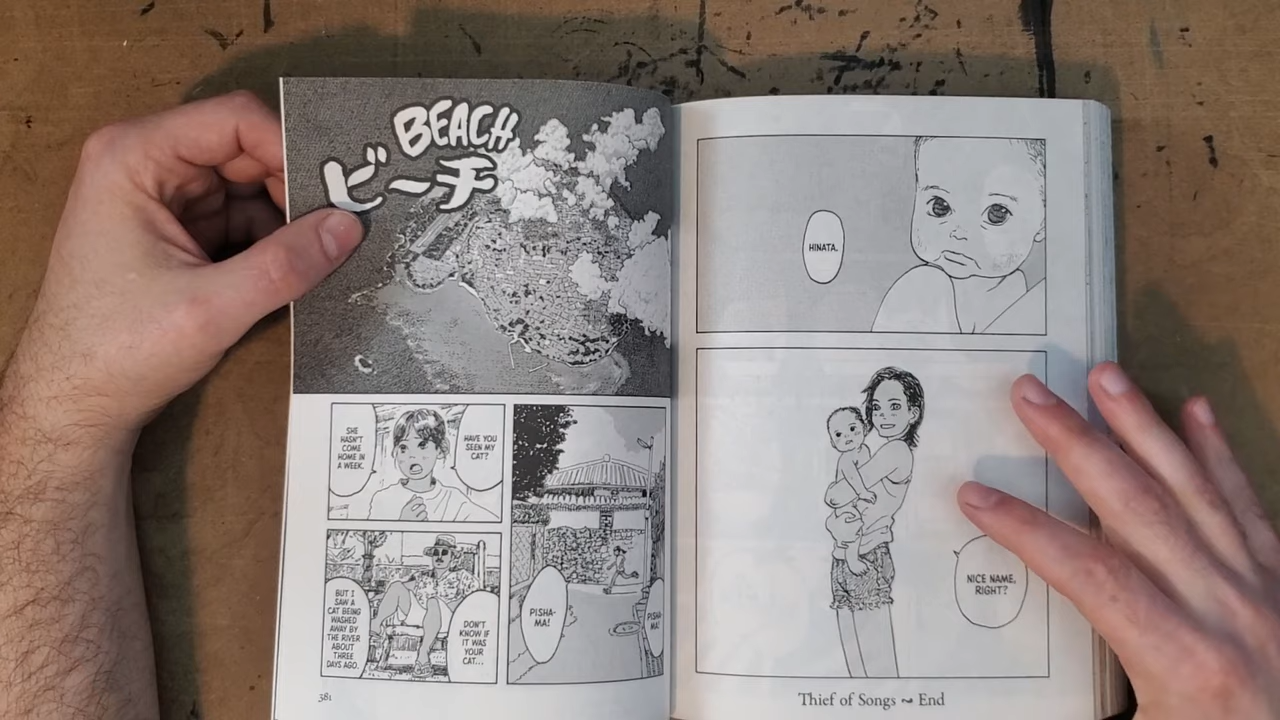 HINATA.
NICE NAME,
RIGHT?
Thief of Songs ~ End
BEACH
ビーチ
PISHA-
MA!
PISHA-
MA!
HAVE YOU
SEEN MY
CAT?
SHE
HASN'T
COME
HOME IN
A WEEK.
DON'T
KNOW IF
IT WAS
YOUR
CAT...
BUT I
SAW A
CAT BEING
WASHED
AWAY BY
THE RIVER
ABOUT
THREE
DAYS AGO.
381